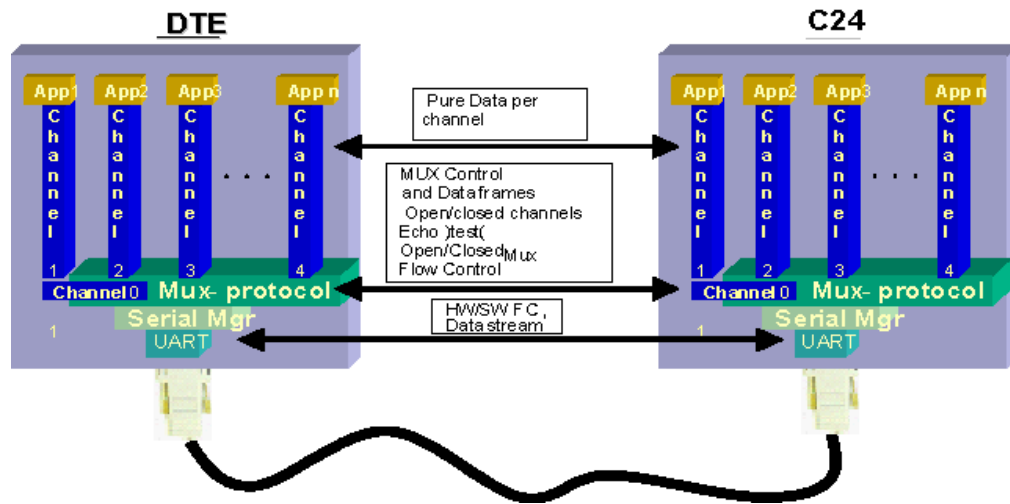 DTE
C24
App1 App2 App3 App n
Channel 1
Channel 2
Channel 3
Channel 4
. . .
Channel 0 Mux- protocol
Serial Mgr
1
UART
Pure Data per
channel
MUX Control
and Dataframes
Open/closed channels
Echo )test(
Open/Closed Mux
Flow Control
HW/SW FC ,
Data stream
App1 App2 App3 App n
Channel 1
Channel 2
Channel 3
Channel 4
. . .
Channel 0 Mux- protocol
Serial Mgr
1
UART